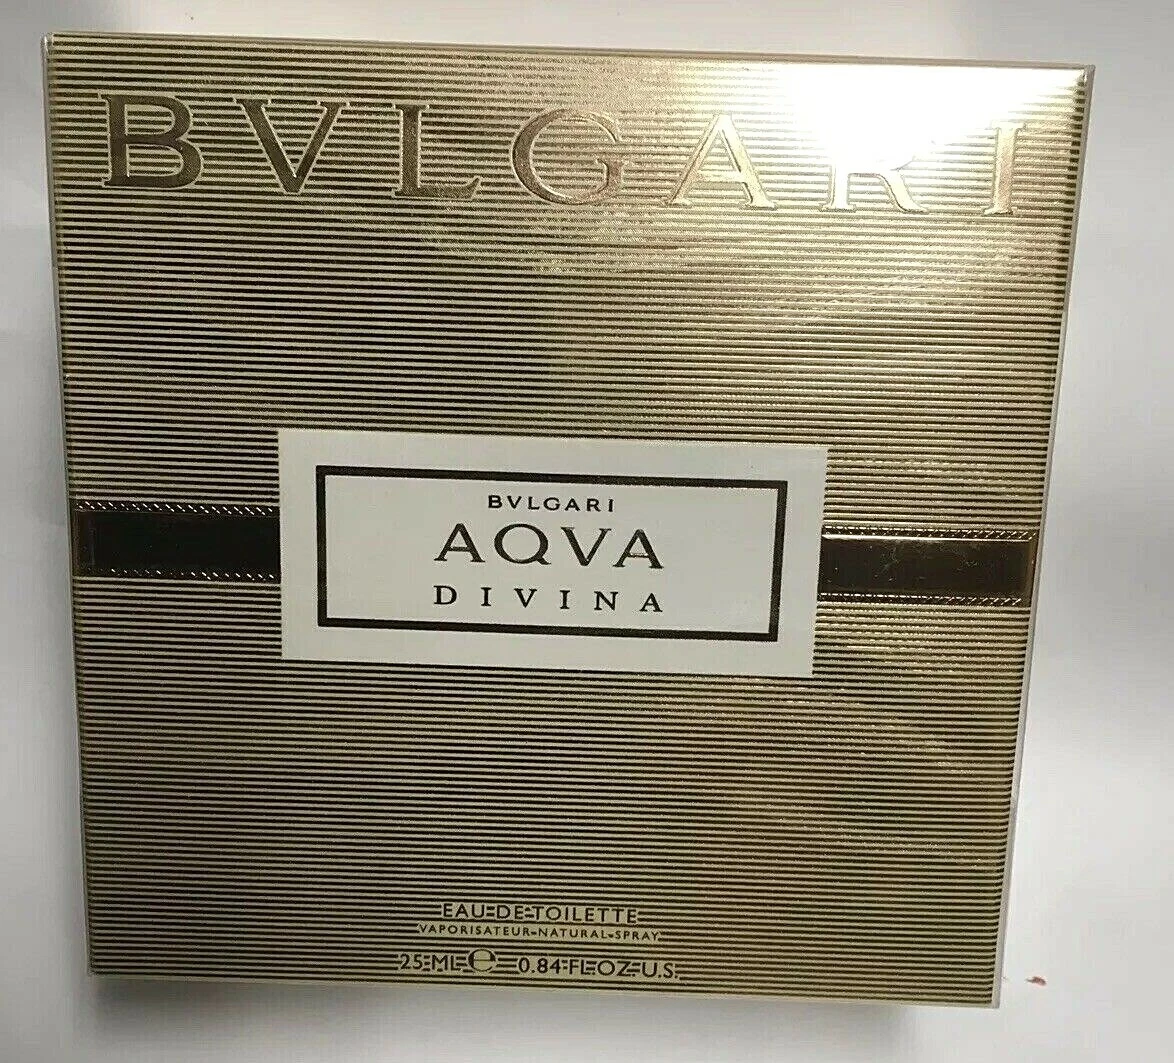 BVLGARI
BVLGARI
AQVA
DIVINA
EAU-DE-TOILETTE
VAPORISATEUR-NATURAL-SPRAY
25 ML ℮ 0.84 FL.OZ.U.S.